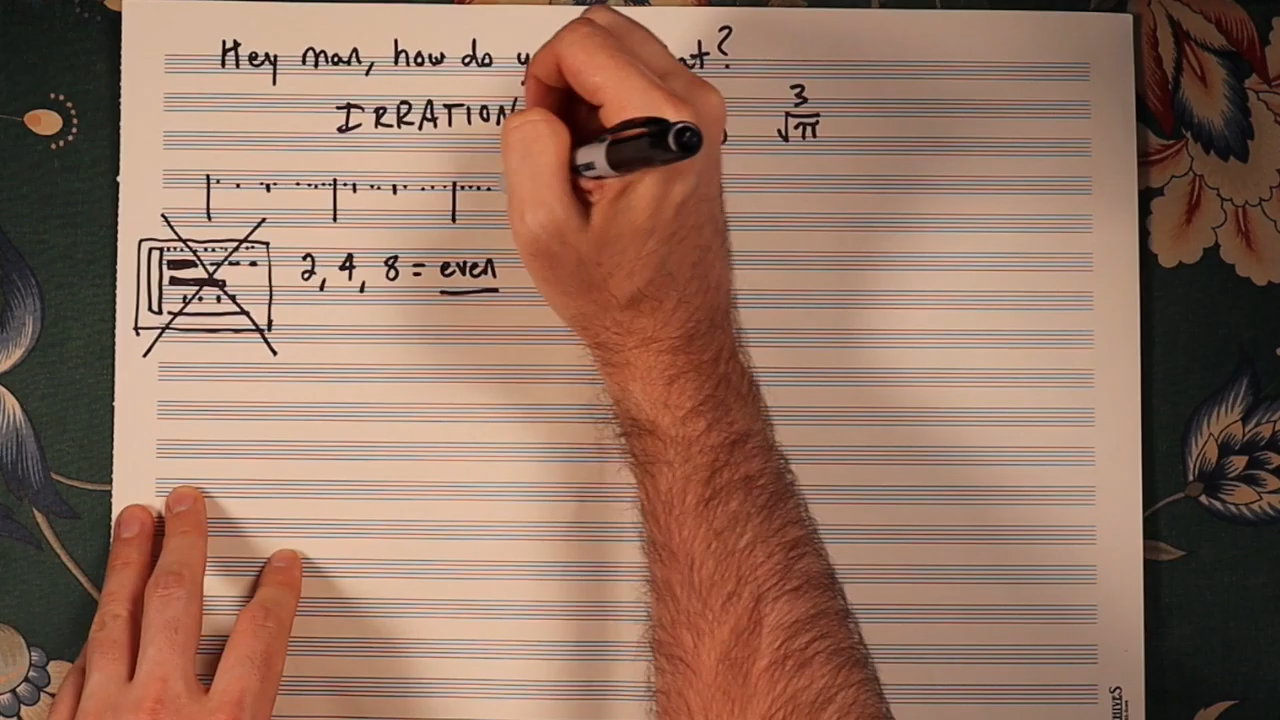 Hey man, how do ?
IRRATION
3
√π
2, 4, 8 = even